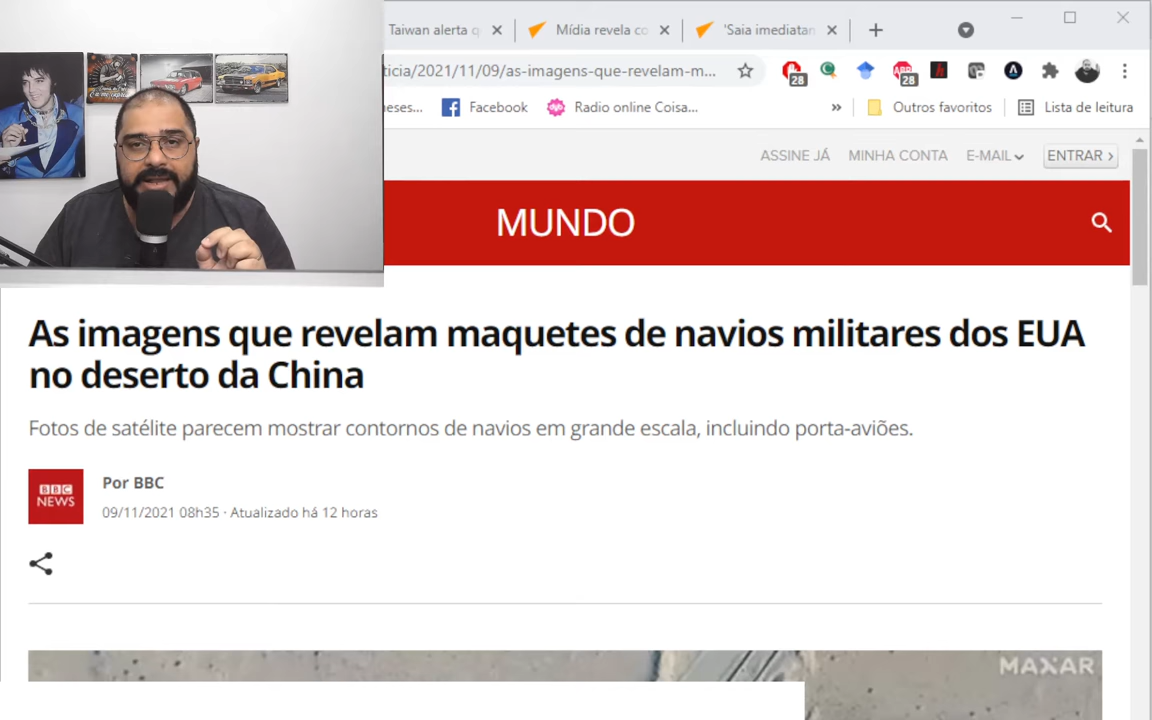 Taiwan alerta q
Mídia revela co
'Saia imediatan
ticia/2021/11/09/as-imagens-que-revelam-m...
28
28
eses...
Facebook
Radio online Coisa...
»
Outros favoritos
Lista de leitura
ASSINE JÁ
MINHA CONTA
E-MAIL
ENTRAR
MUNDO
As imagens que revelam maquetes de navios militares dos EUA
no deserto da China
Fotos de satélite parecem mostrar contornos de navios em grande escala, incluindo porta-aviões.
BBC
NEWS
Por BBC
09/11/2021 08h35 · Atualizado há 12 horas
MAXAR